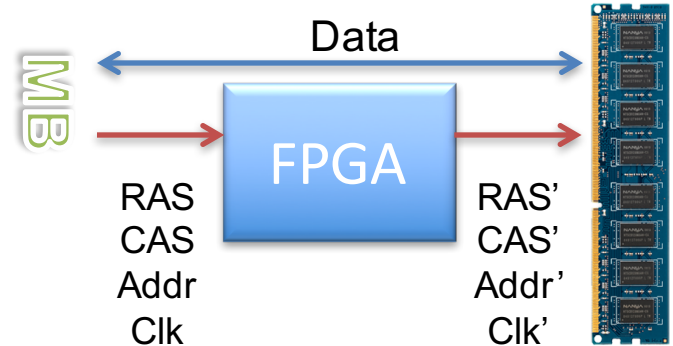 Data
MB
FPGA
RAS
CAS
Addr
Clk
RAS’
CAS’
Addr’
Clk’